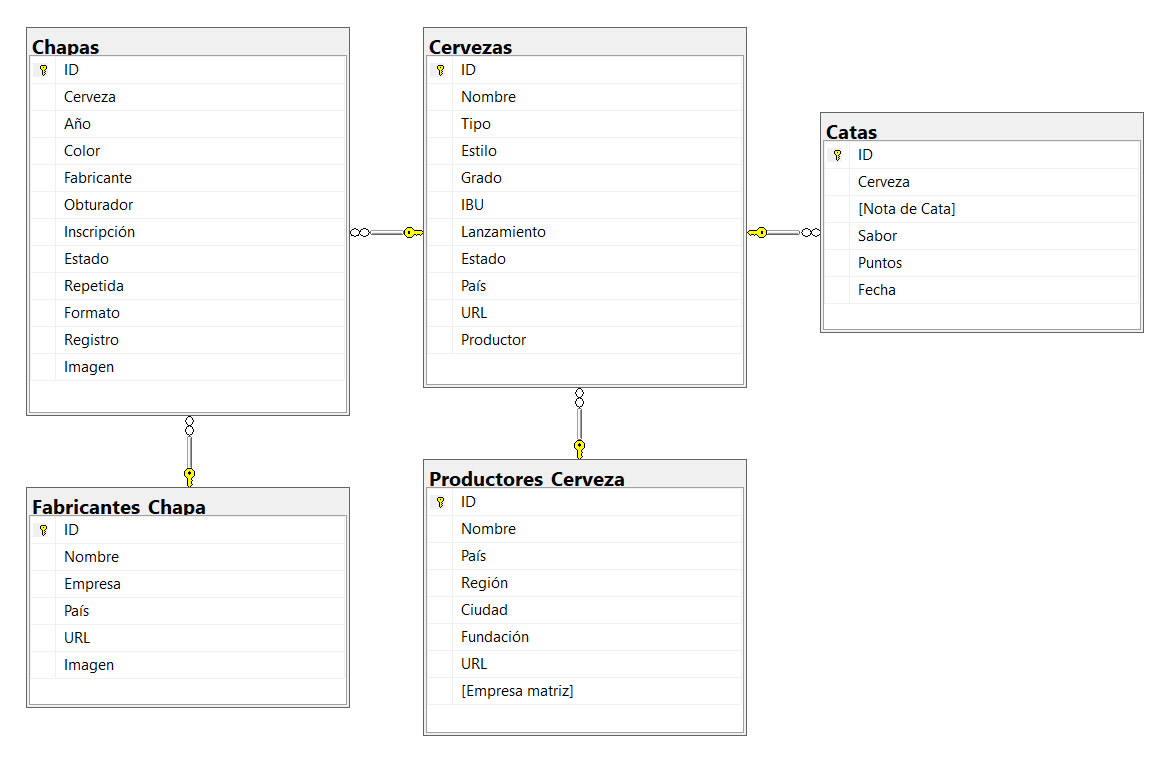 Chapas
ID
Cerveza
Año
Color
Fabricante
Obturador
Inscripción
Estado
Repetida
Formato
Registro
Imagen
Cervezas
ID
Nombre
Tipo
Estilo
Grado
IBU
Lanzamiento
Estado
País
URL
Productor
Catas
ID
Cerveza
[Nota de Cata]
Sabor
Puntos
Fecha
Fabricantes_Chapa
ID
Nombre
Empresa
País
URL
Imagen
Productores_Cerveza
ID
Nombre
País
Región
Ciudad
Fundación
URL
[Empresa matriz]